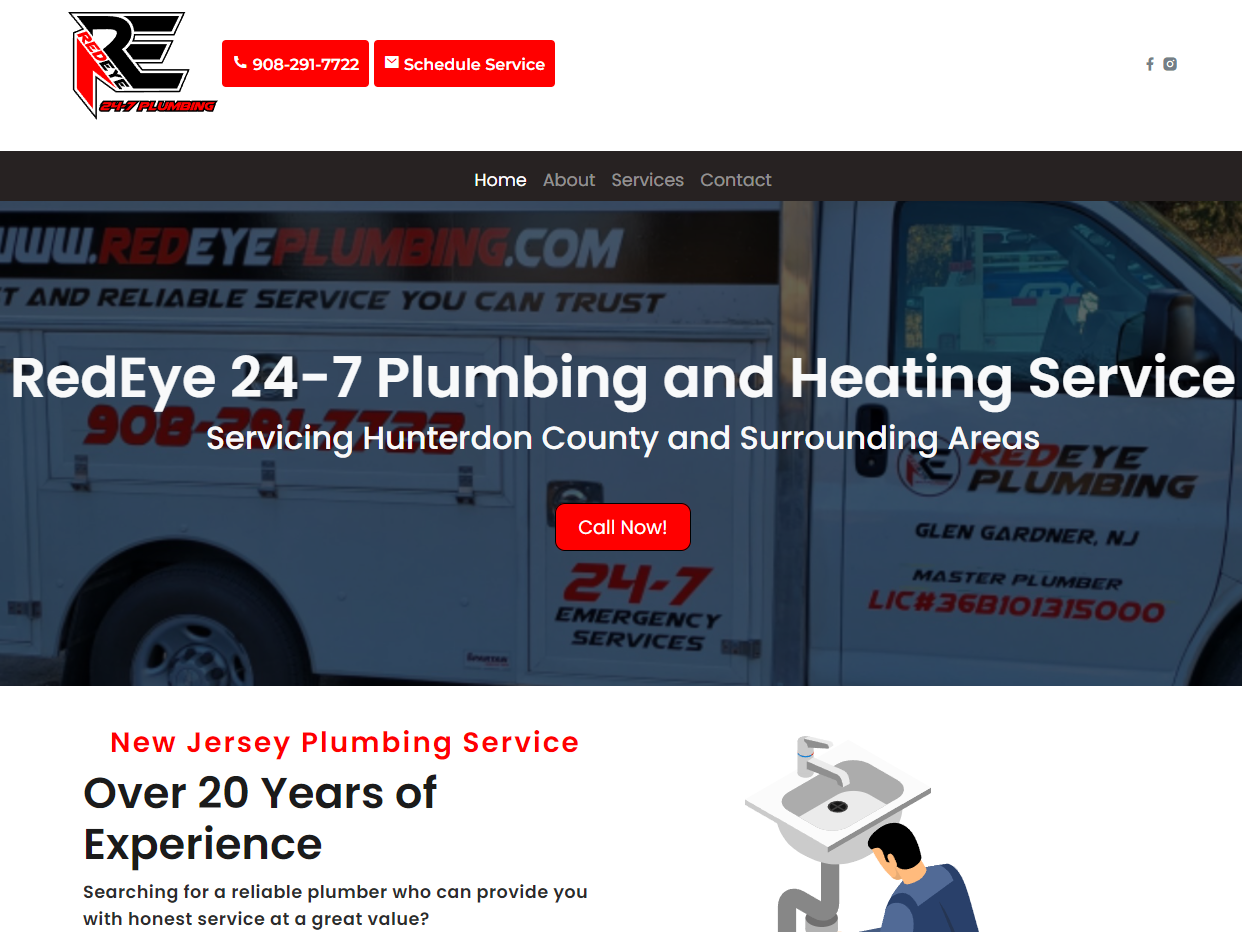 RE
REDEYE
24-7 PLUMBING
908-291-7722
Schedule Service
Home
About
Services
Contact
WWW.REDEYEPLUMBING.COM
T AND RELIABLE SERVICE YOU CAN TRUST
RedEye 24-7 Plumbing and Heating Service
908-291-7722
Servicing Hunterdon County and Surrounding Areas
RE
REDEYE
PLUMBING
Call Now!
GLEN GARDNER, NJ
24-7
EMERGENCY
SERVICES
MASTER PLUMBER
LIC#36B101315000
New Jersey Plumbing Service
Over 20 Years of
Experience
Searching for a reliable plumber who can provide you
with honest service at a great value?